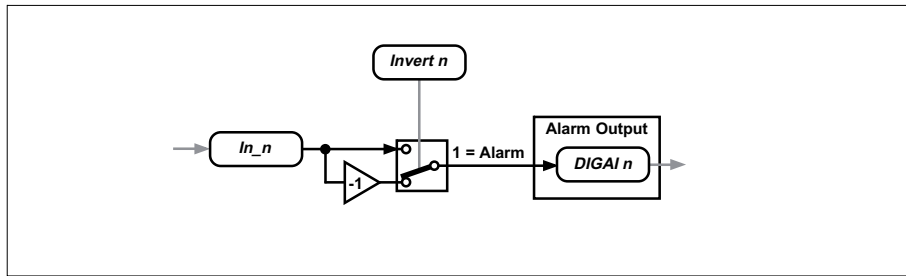 Invert n
In_n
-1
1 = Alarm
Alarm Output
DIGAI n